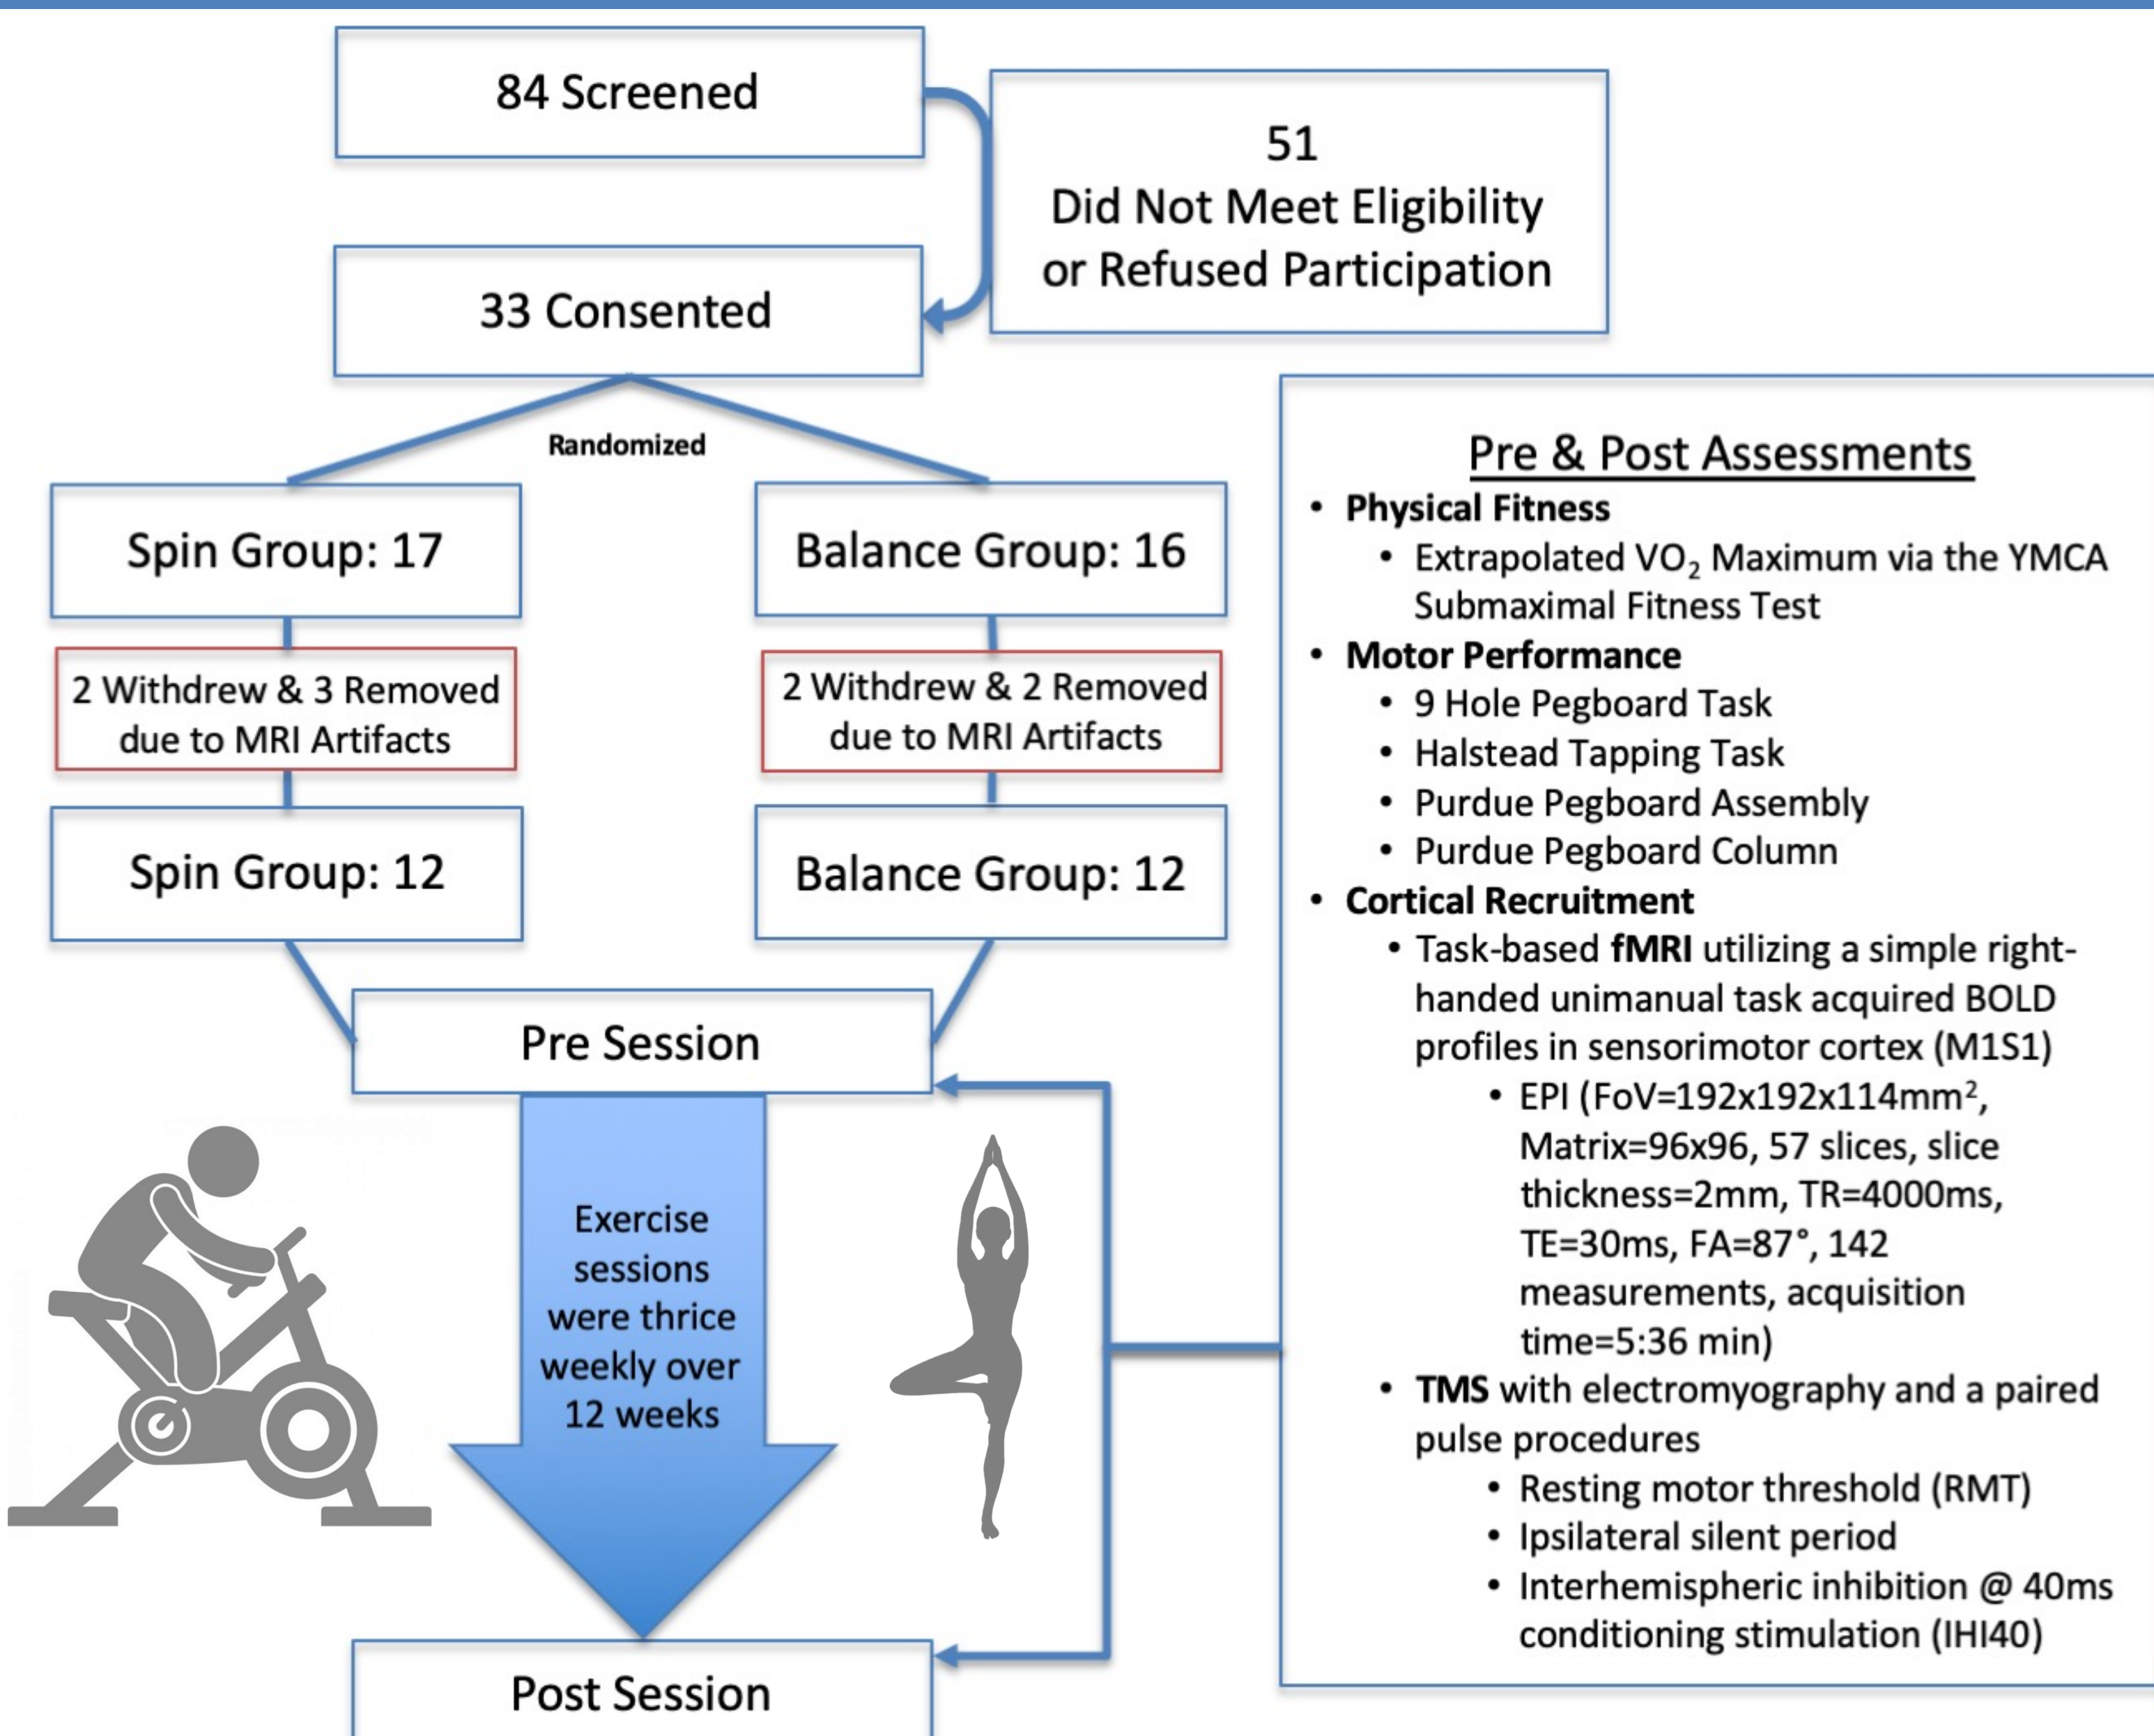 84 Screened
51
Did Not Meet Eligibility
or Refused Participation
33 Consented
Randomized
Spin Group: 17
Balance Group: 16
2 Withdrew & 3 Removed
due to MRI Artifacts
2 Withdrew & 2 Removed
due to MRI Artifacts
Spin Group: 12
Balance Group: 12
Pre Session
Exercise
sessions
were thrice
weekly over
12 weeks
Post Session
Pre & Post Assessments
• Physical Fitness
• Extrapolated VO₂ Maximum via the YMCA
Submaximal Fitness Test
• Motor Performance
• 9 Hole Pegboard Task
• Halstead Tapping Task
• Purdue Pegboard Assembly
• Purdue Pegboard Column
• Cortical Recruitment
• Task-based fMRI utilizing a simple right-
handed unimanual task acquired BOLD
profiles in sensorimotor cortex (M1S1)
• EPI (FoV=192x192x114mm²,
Matrix=96x96, 57 slices, slice
thickness=2mm, TR=4000ms,
TE=30ms, FA=87°, 142
measurements, acquisition
time=5:36 min)
• TMS with electromyography and a paired
pulse procedures
• Resting motor threshold (RMT)
• Ipsilateral silent period
• Interhemispheric inhibition @ 40ms
conditioning stimulation (IHI40)